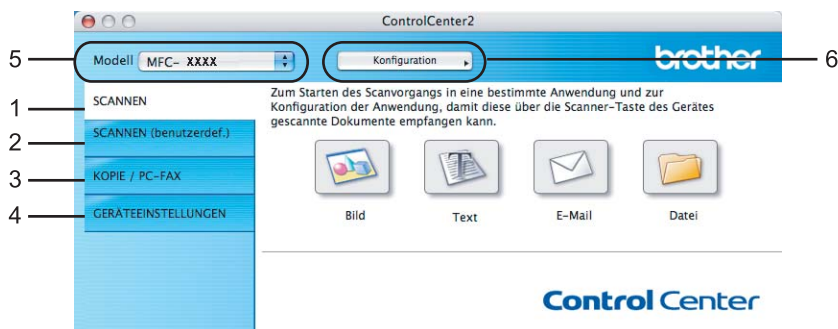 ControlCenter2
5
Modell MFC- XXXX
Konfiguration
brother
6
1
SCANNEN
2
SCANNEN (benutzerdef.)
3
KOPIE / PC-FAX
4
GERÄTEEINSTELLUNGEN
Zum Starten des Scanvorgangs in eine bestimmte Anwendung und zur
Konfiguration der Anwendung, damit diese über die Scanner-Taste des Gerätes
gescannte Dokumente empfangen kann.
Bild
Text
E-Mail
Datei
Control Center